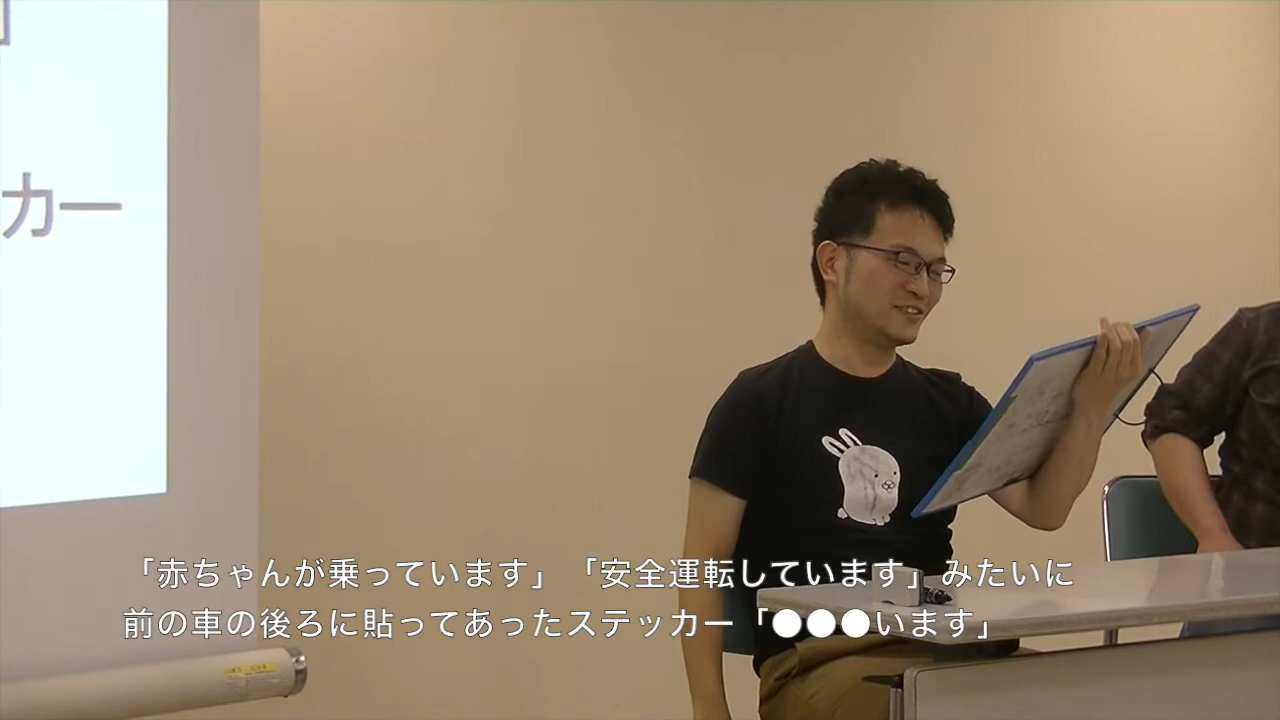 カー
「赤ちゃんが乗っています」「安全運転しています」みたいに
前の車の後ろに貼ってあったステッカー「●●●います」